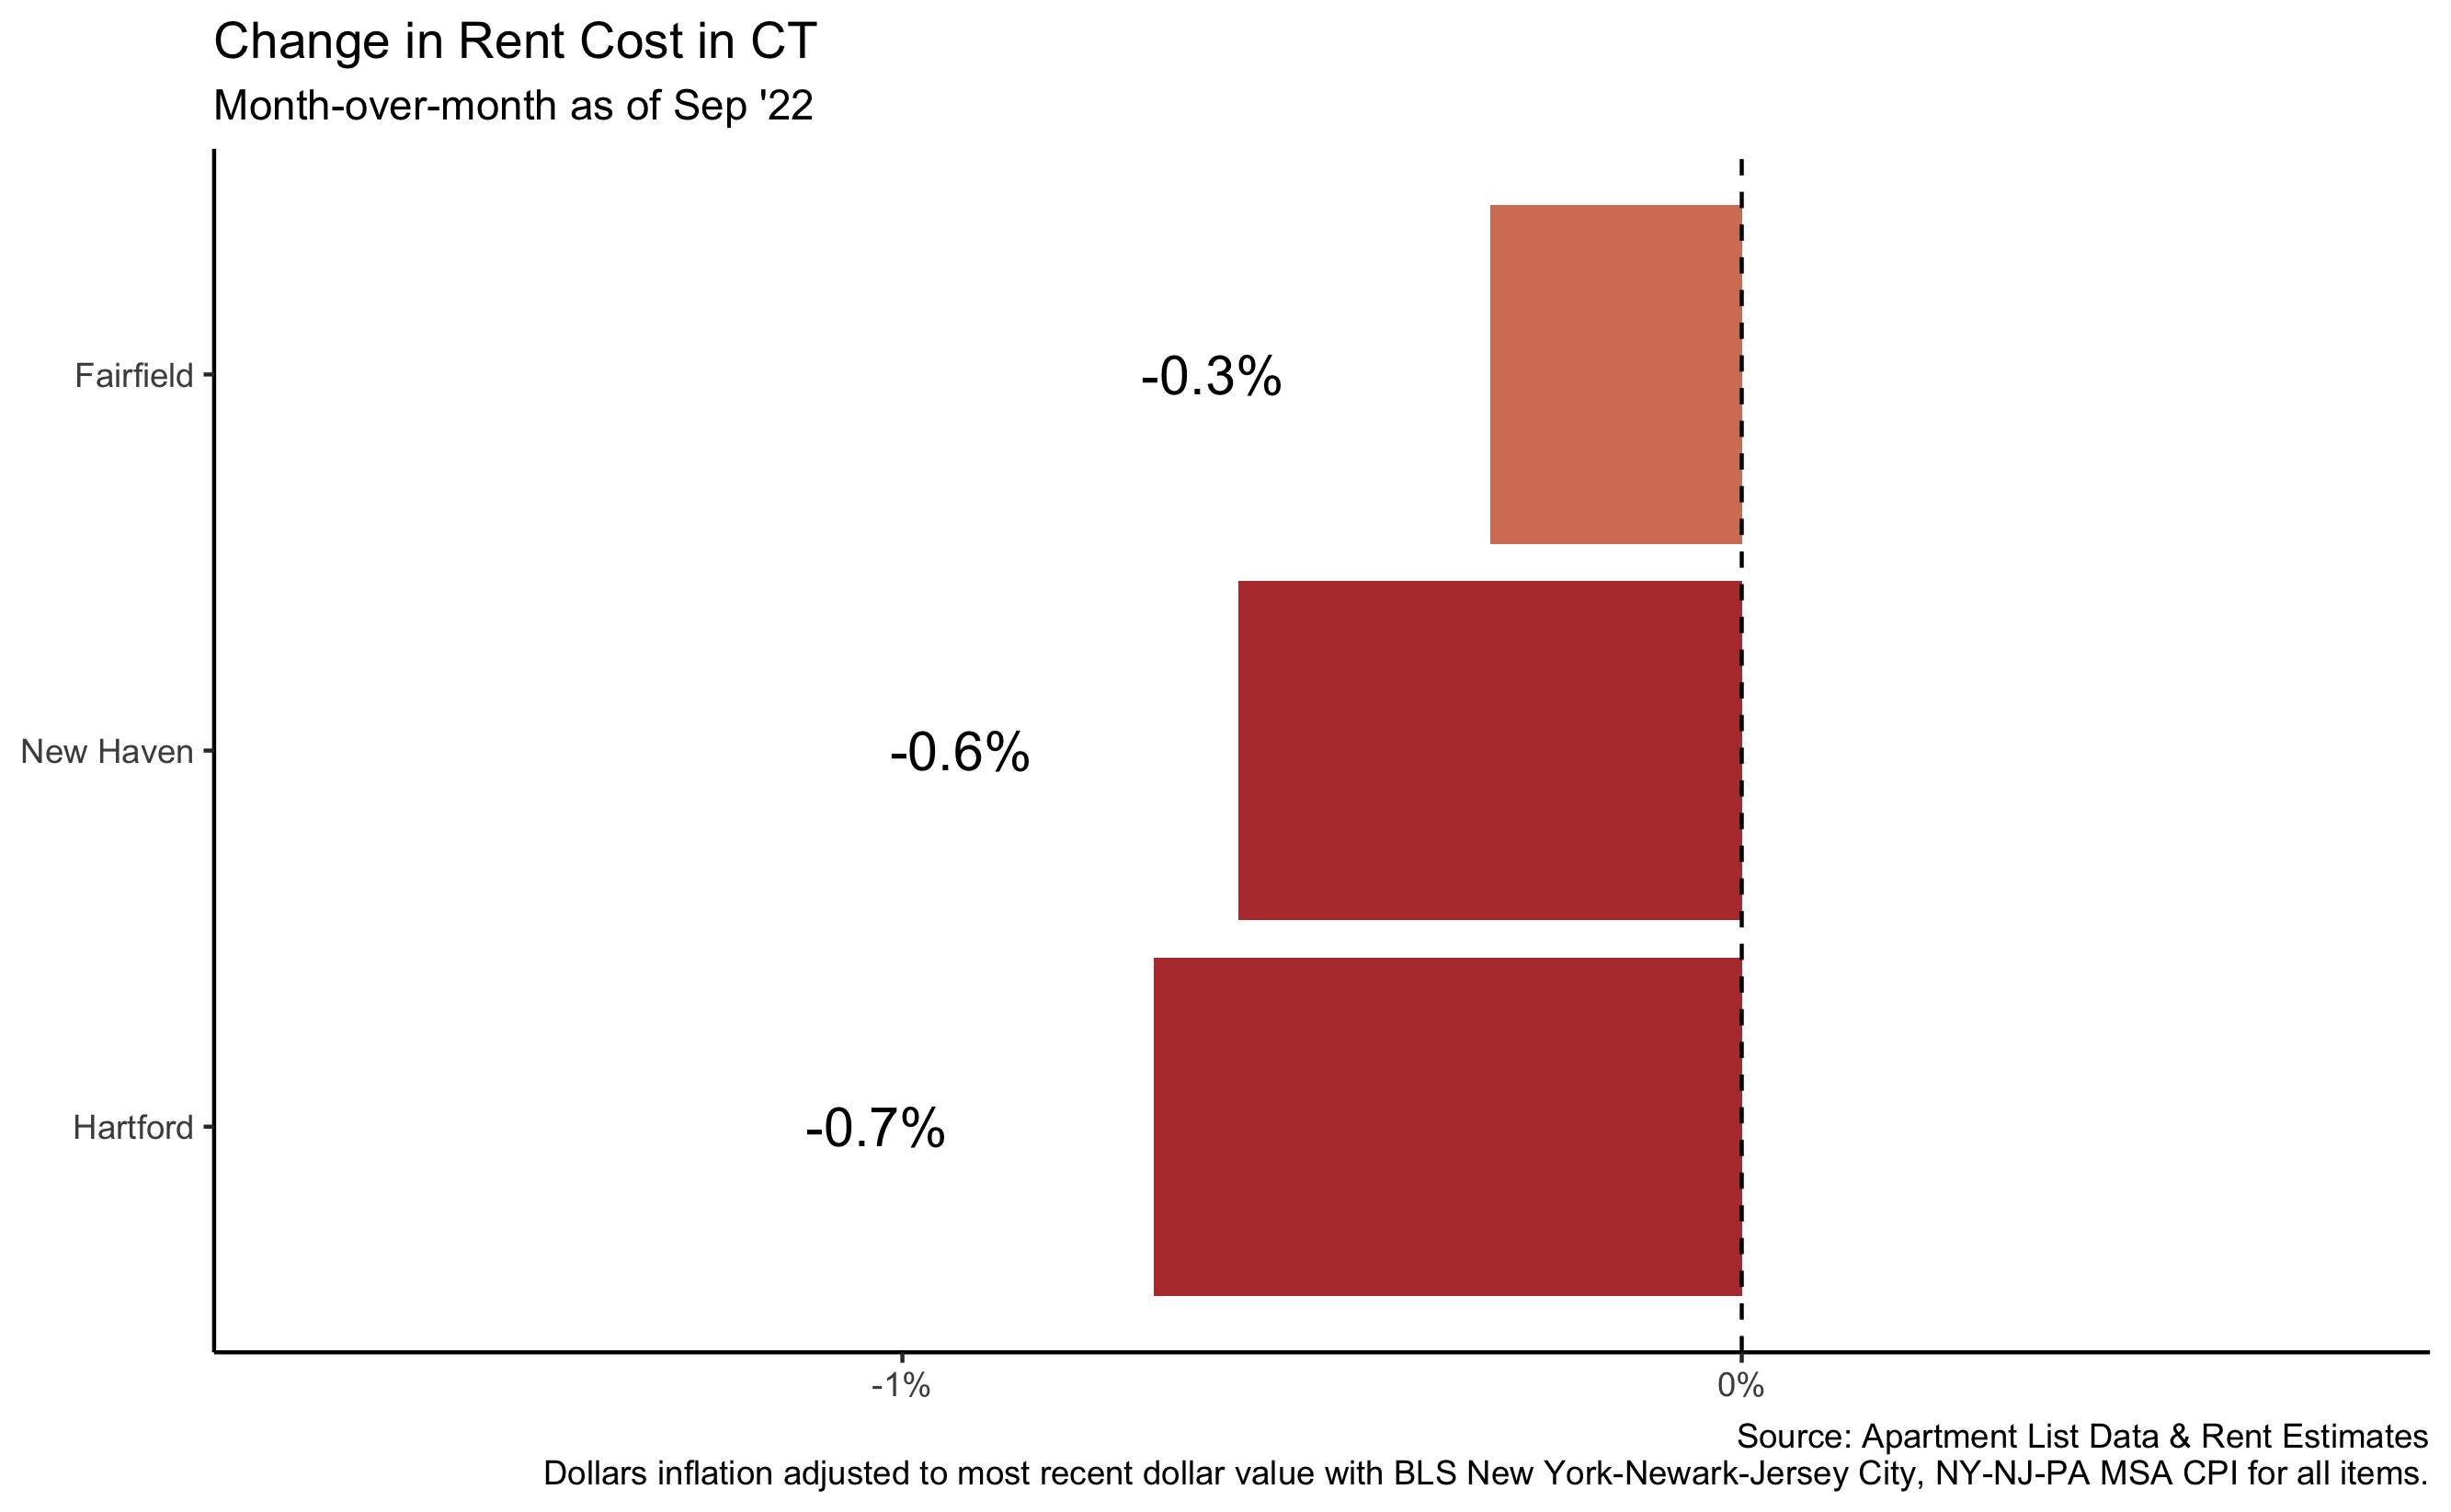 Change in Rent Cost in CT
Month-over-month as of Sep '22
Fairfield
-0.3%
New Haven
-0.6%
Hartford
-0.7%
-1%
0%
Source: Apartment List Data & Rent Estimates
Dollars inflation adjusted to most recent dollar value with BLS New York-Newark-Jersey City, NY-NJ-PA MSA CPI for all items.